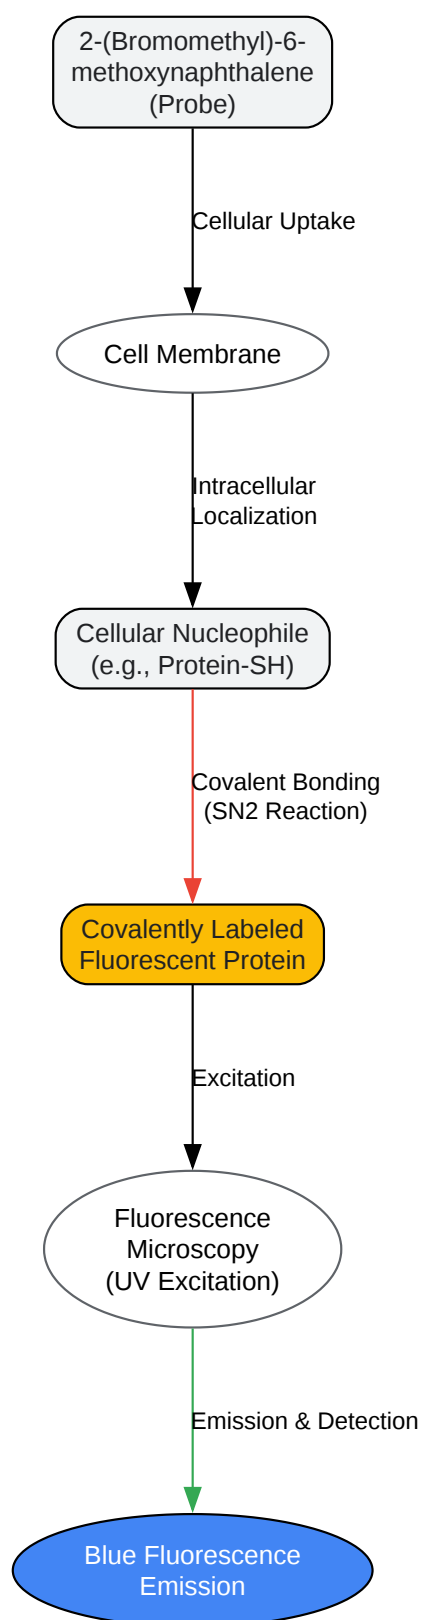 2-(Bromomethyl)-6-
methoxynaphthalene
(Probe)
Cellular Uptake
Cell Membrane
Intracellular
Localization
Cellular Nucleophile
(e.g., Protein-SH)
Covalent Bonding
(SN2 Reaction)
Covalently Labeled
Fluorescent Protein
Excitation
Fluorescence
Microscopy
(UV Excitation)
Emission & Detection
Blue Fluorescence
Emission